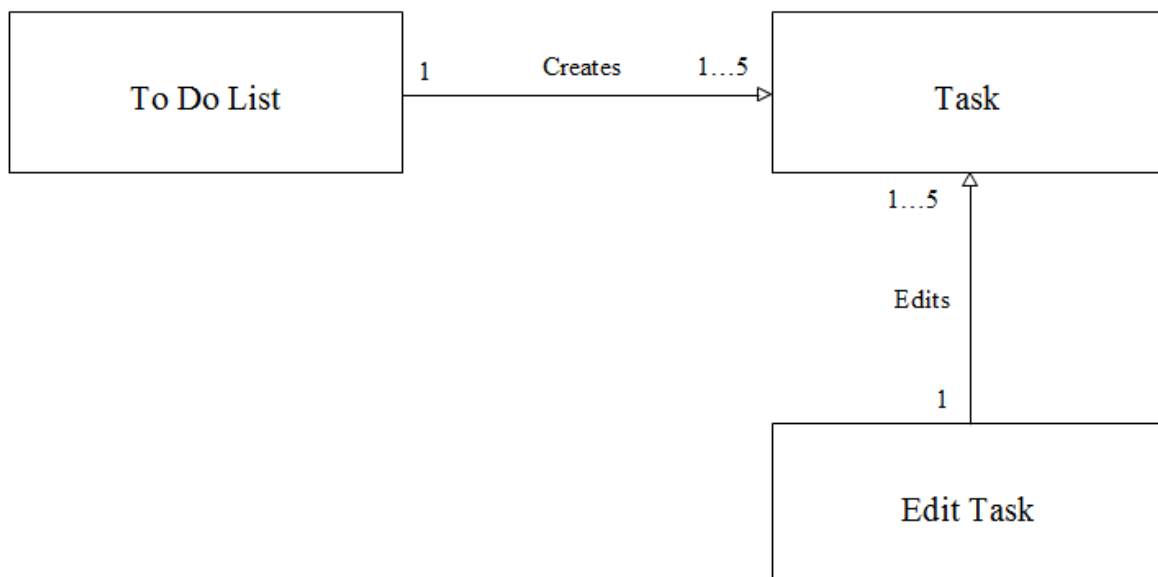 To Do List
1
Creates
1…5
Task
1…5
Edits
1
Edit Task